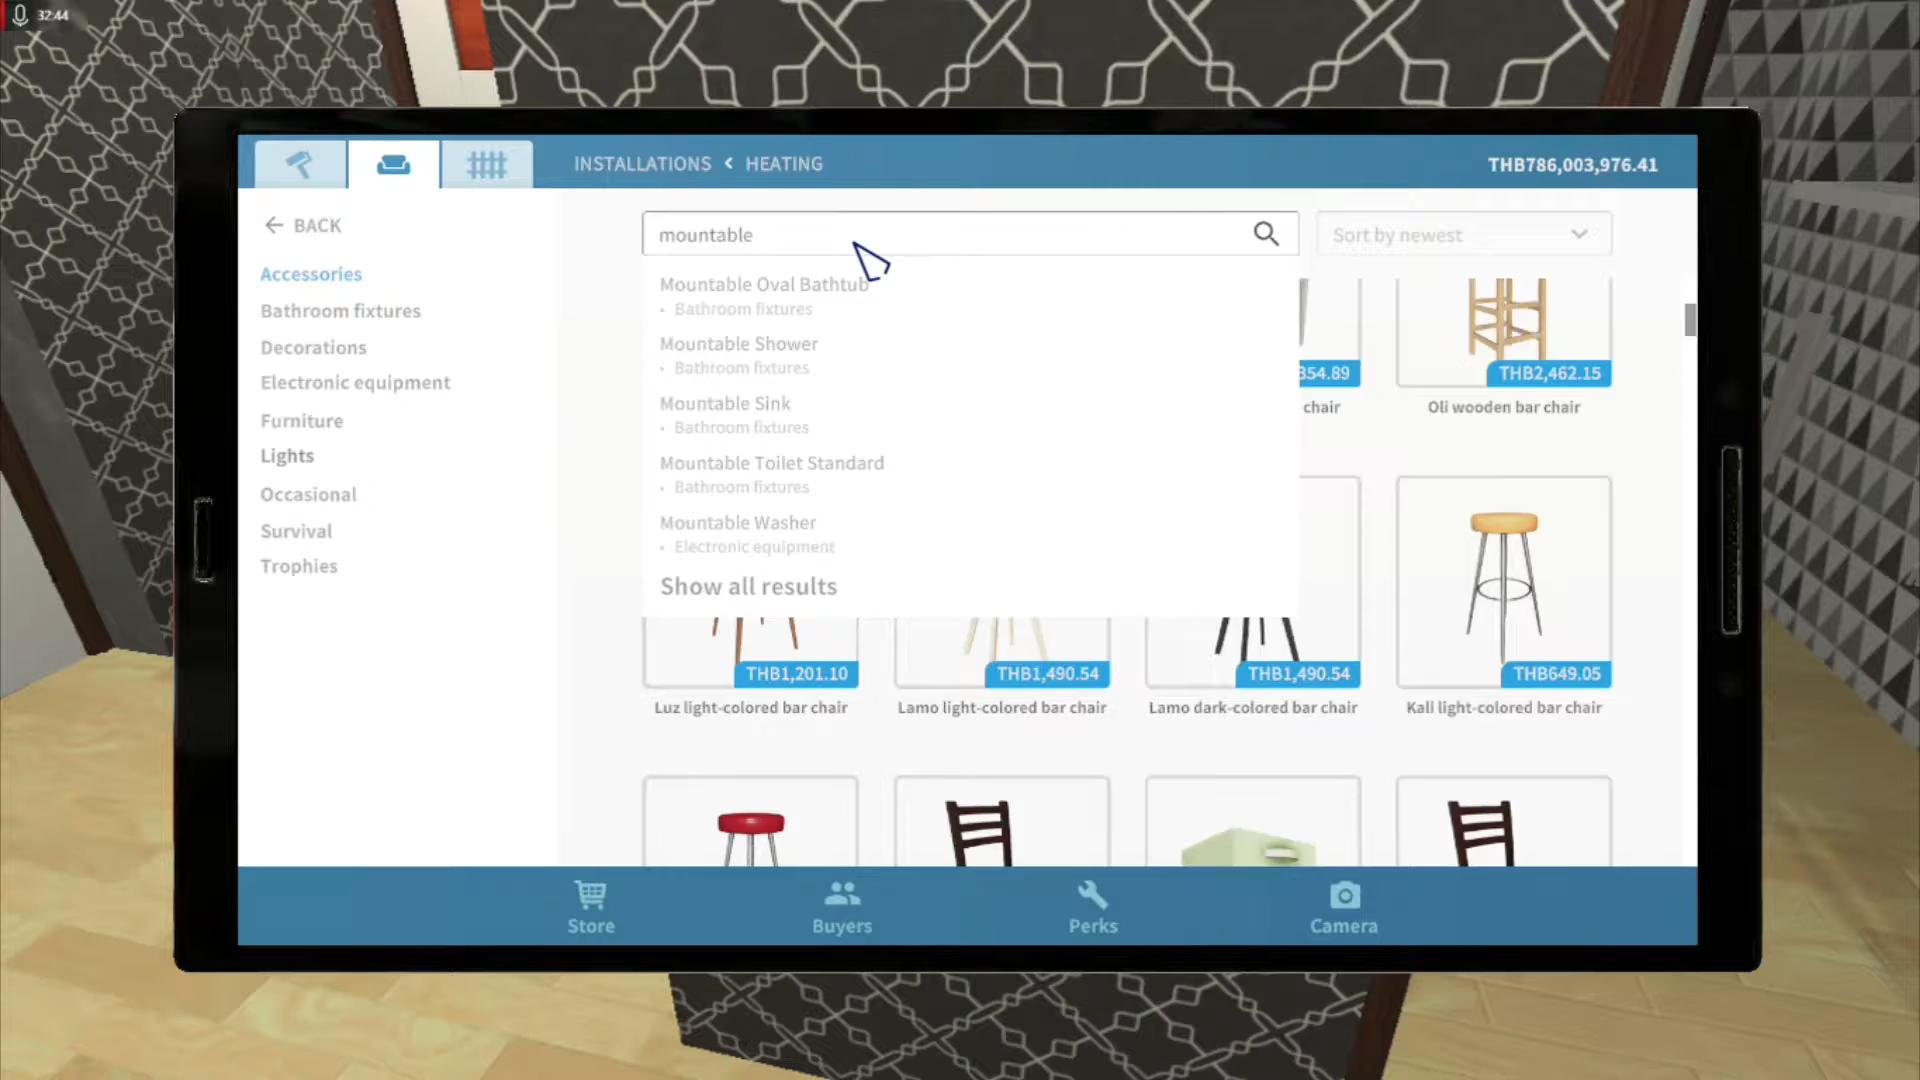 32:44
INSTALLATIONS < HEATING
THB786,003,976.41
BACK
mountable
Sort by newest
Accessories
Bathroom fixtures
Decorations
Electronic equipment
Furniture
Lights
Occasional
Survival
Trophies
Mountable Oval Bathtub
• Bathroom fixtures
Mountable Shower
• Bathroom fixtures
Mountable Sink
• Bathroom fixtures
Mountable Toilet Standard
• Bathroom fixtures
Mountable Washer
• Electronic equipment
Show all results
354.89
THB2,462.15
chair
Oli wooden bar chair
THB1,201.10
THB1,490.54
THB1,490.54
THB649.05
Luz light-colored bar chair
Lamo light-colored bar chair
Lamo dark-colored bar chair
Kali light-colored bar chair
Store
Buyers
Perks
Camera